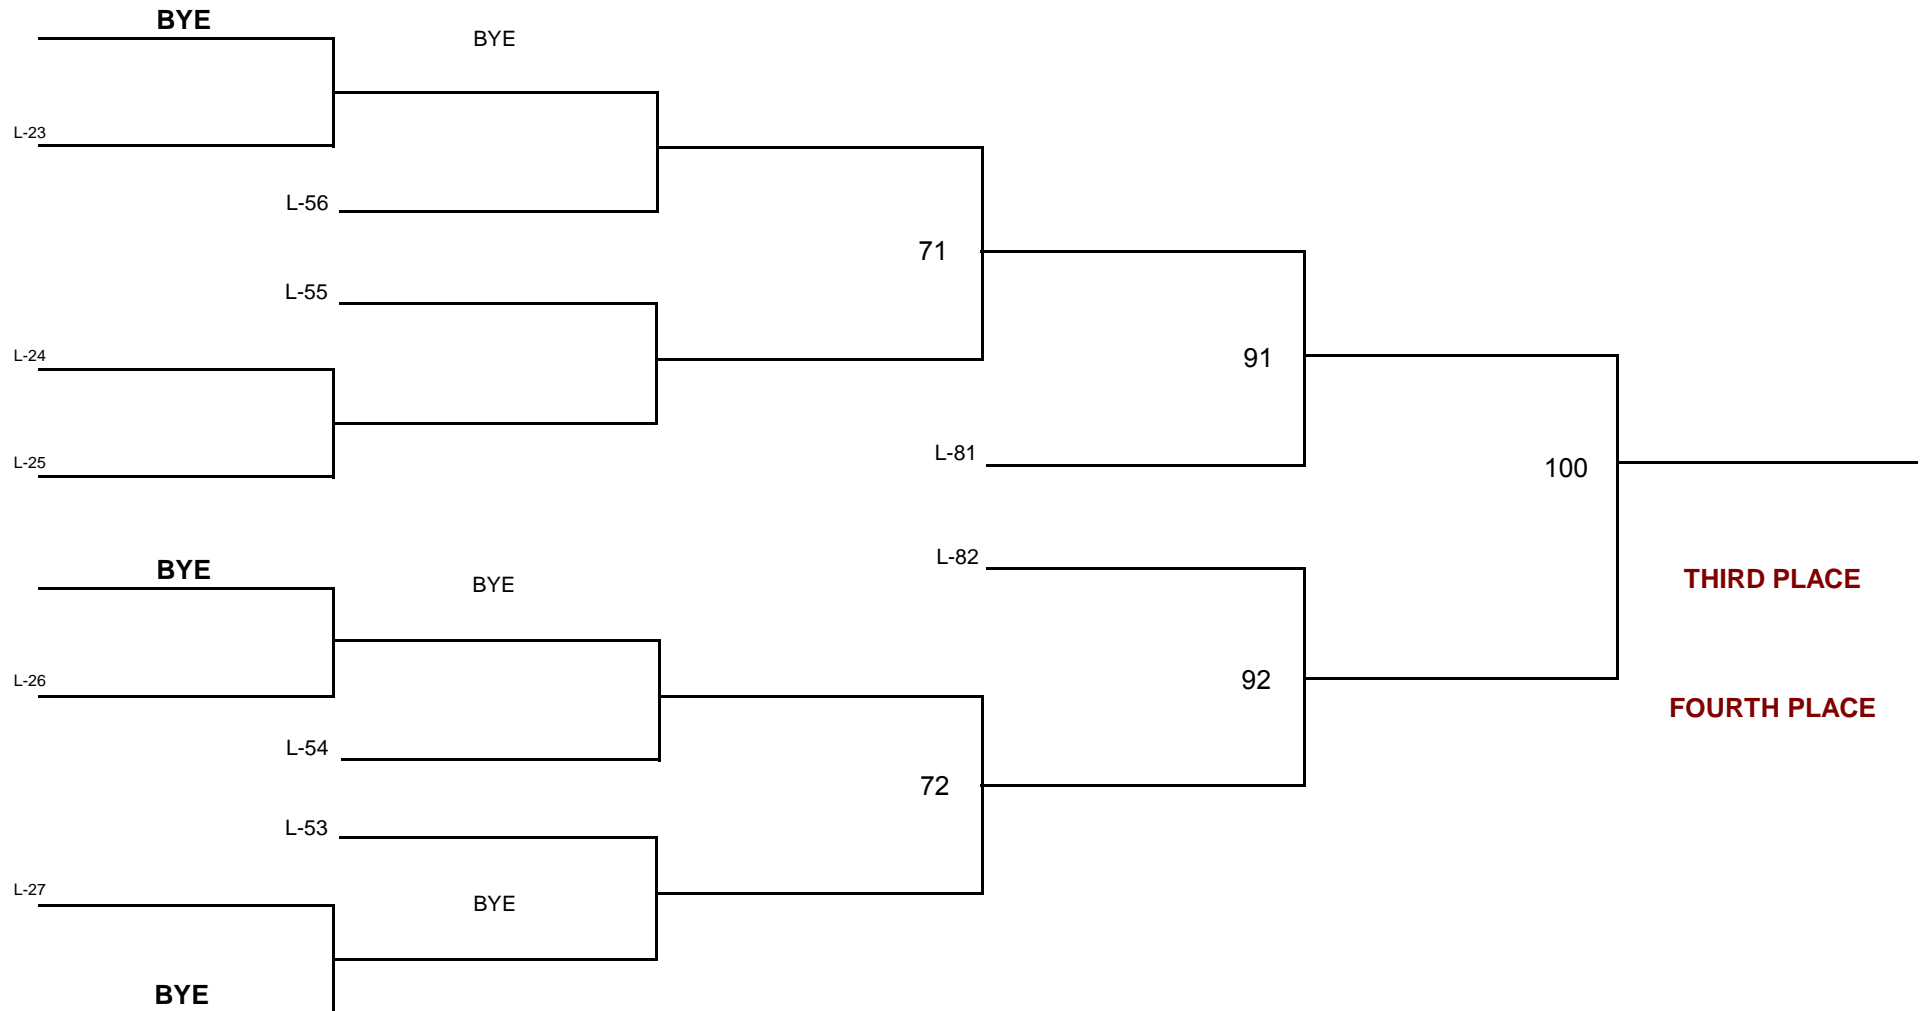 BYE
BYE
L-23
L-56
71
L-55
L-24
91
L-81
L-25
100
L-82
BYE
BYE
THIRD PLACE
L-26
92
FOURTH PLACE
L-54
72
L-53
L-27
BYE
BYE